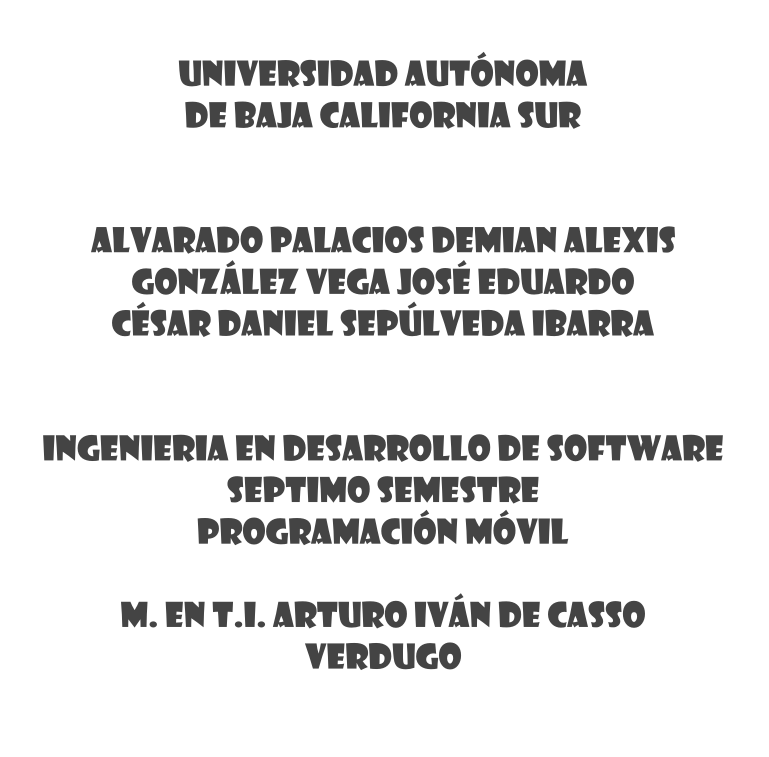 UNIVERSIDAD AUTÓNOMA
DE BAJA CALIFORNIA SUR
ALVARADO PALACIOS DEMIAN ALEXIS
GONZÁLEZ VEGA JOSÉ EDUARDO
CÉSAR DANIEL SEPÚLVEDA IBARRA
INGENIERIA EN DESARROLLO DE SOFTWARE
SEPTIMO SEMESTRE
PROGRAMACIÓN MÓVIL
M. EN T.I. ARTURO IVÁN DE CASSO
VERDUGO